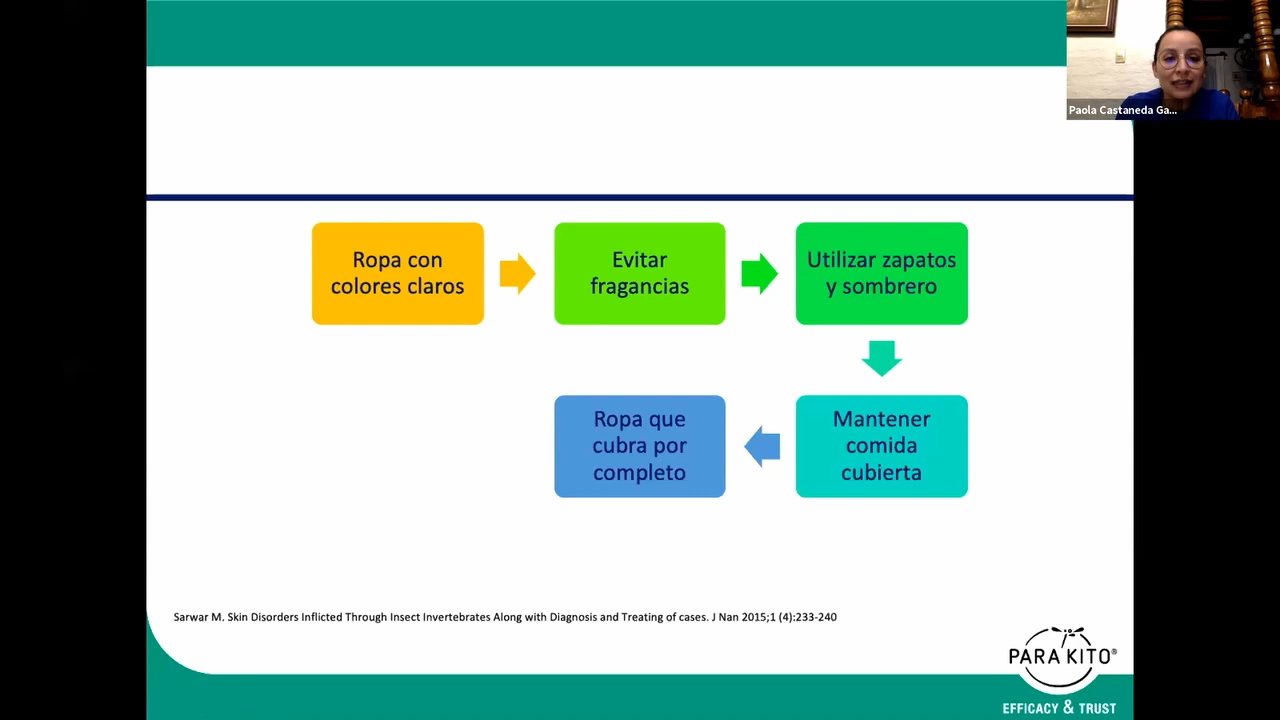 Paola Castaneda Ga...
Ropa con
colores claros
Evitar
fragancias
Utilizar zapatos
y sombrero
Mantener
comida
cubierta
Ropa que
cubra por
completo
Sarwar M. Skin Disorders Inflicted Through Insect Invertebrates Along with Diagnosis and Treating of cases. J Nan 2015;1 (4):233-240
PARA KITO®
EFFICACY & TRUST